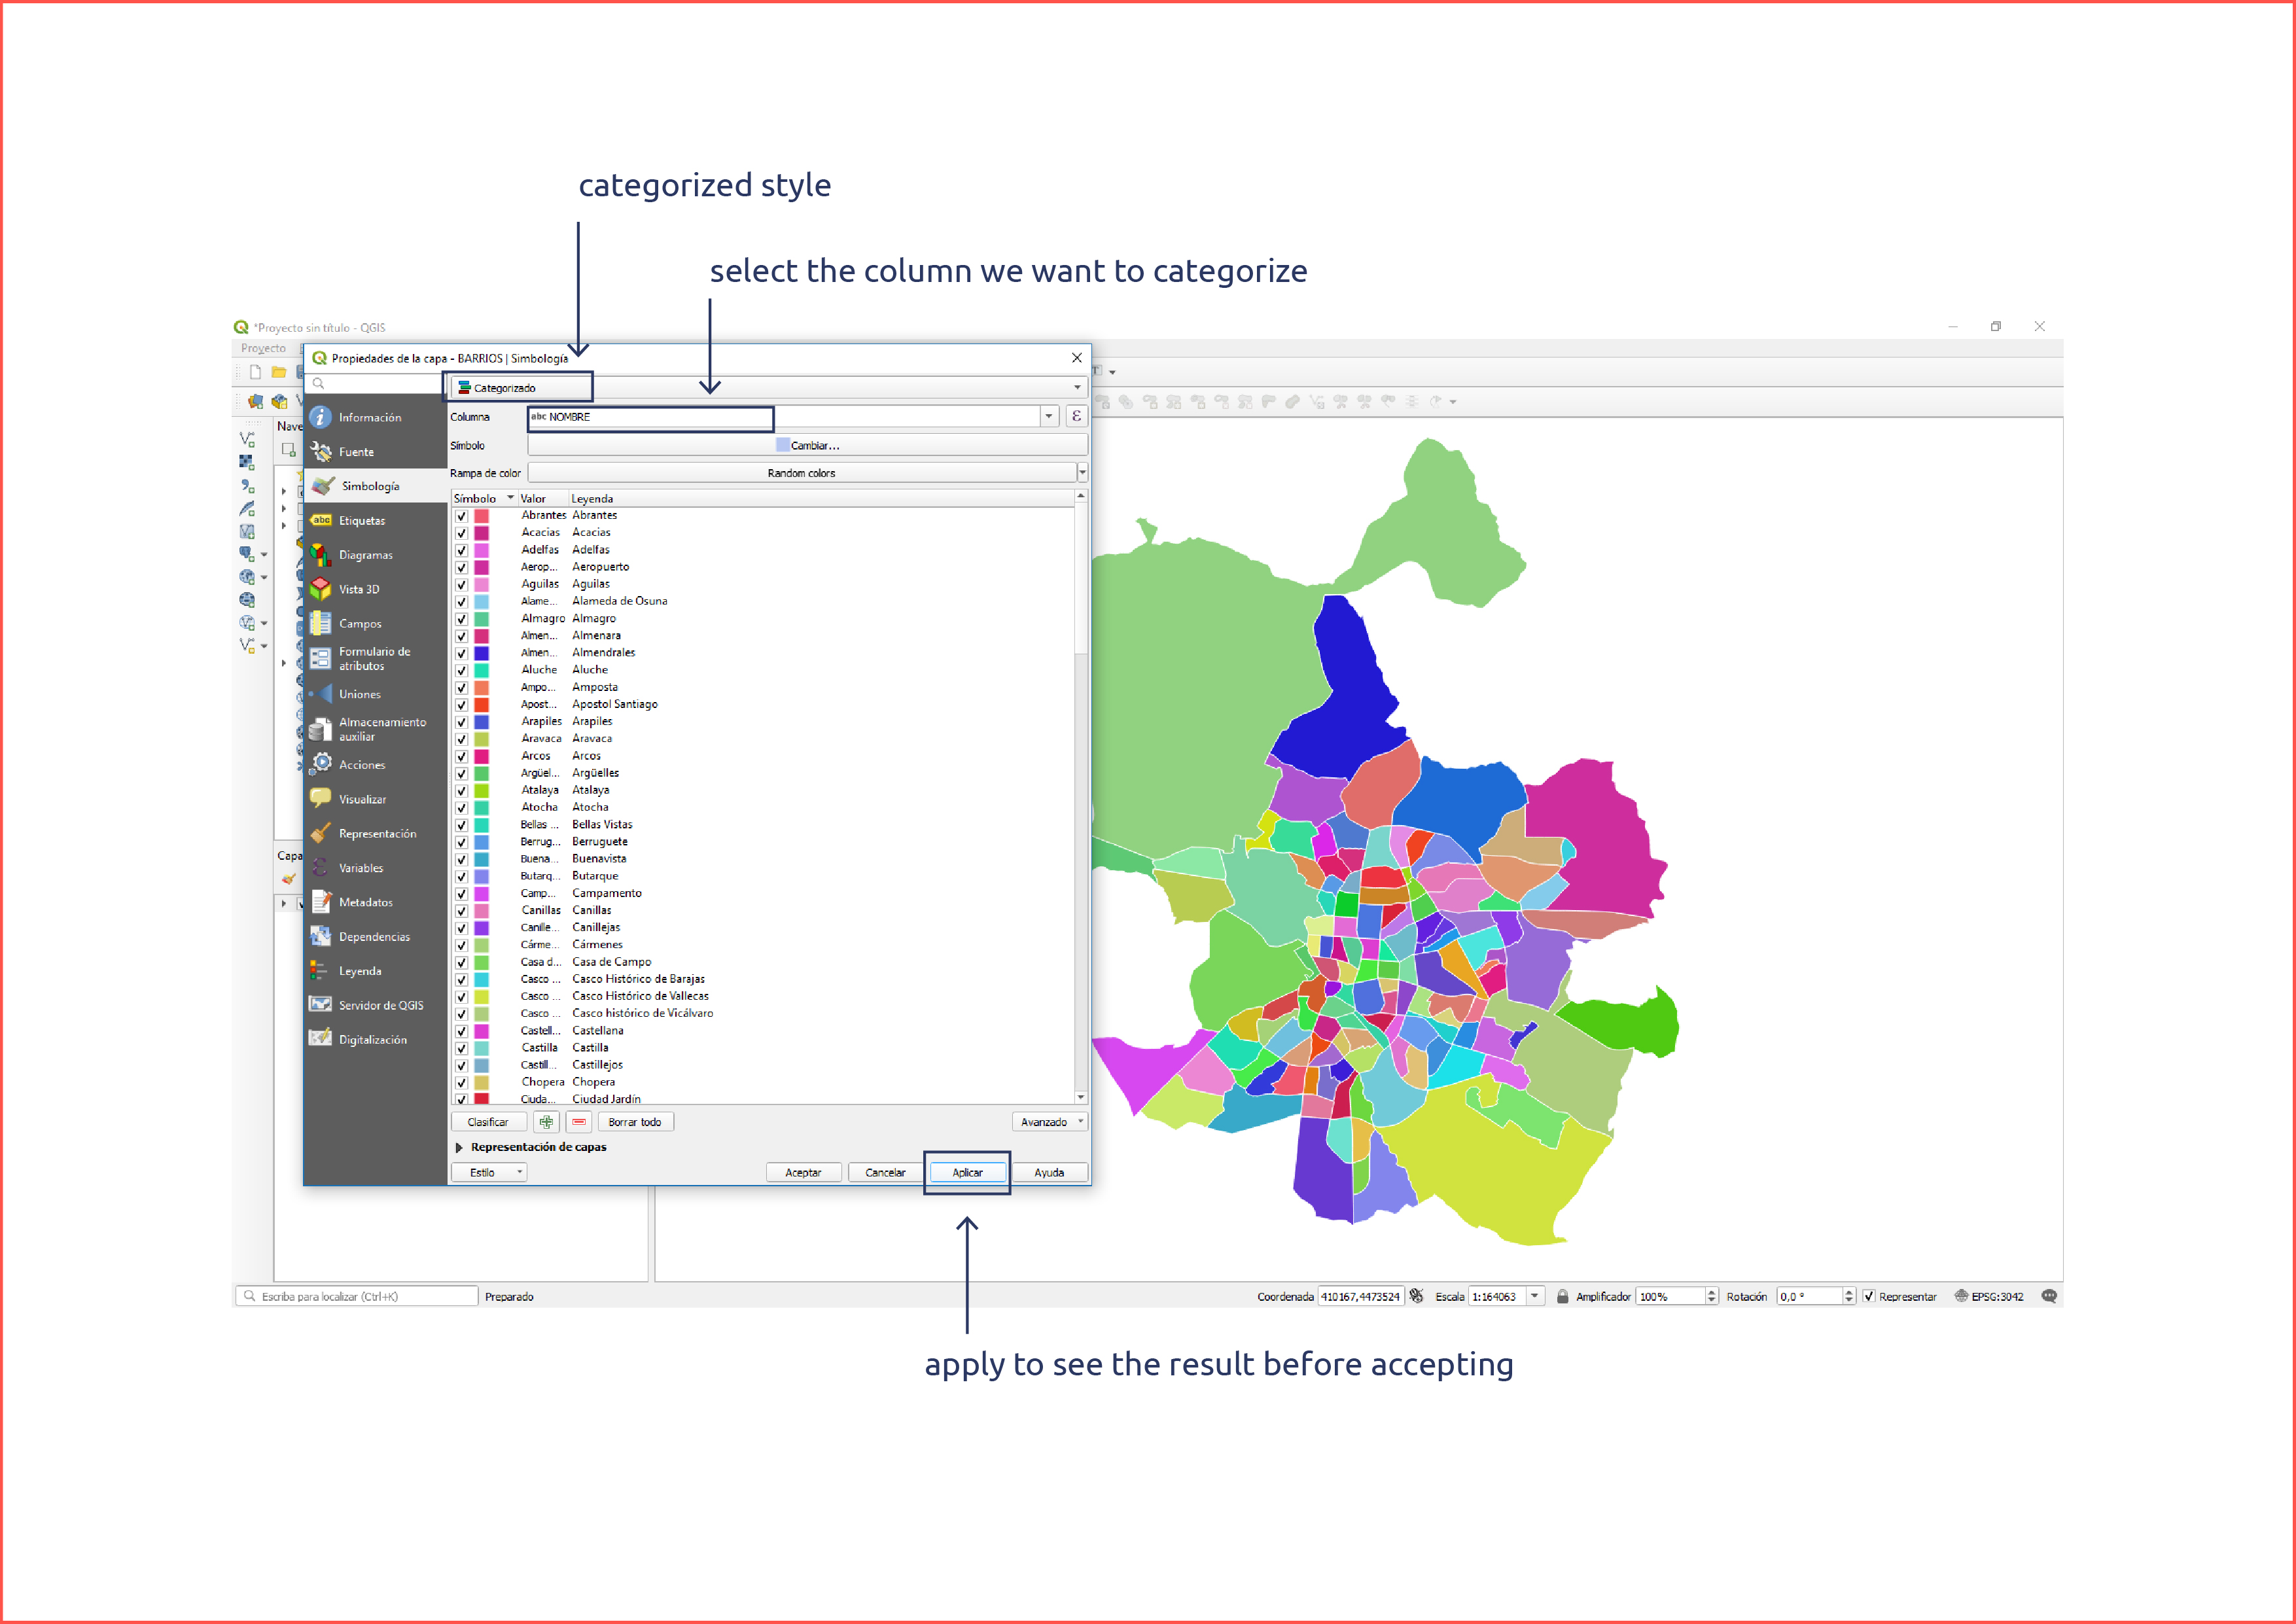 categorized style
select the column we want to categorize
*Proyecto sin título - QGIS
Proyecto
Propiedades de la capa - BARRIOS | Simbología
Categorizado
Columna abc NOMBRE ε
Símbolo Cambiar...
Rampa de color Random colors
Símbolo Valor Leyenda
Información
Fuente
Simbología
abc Etiquetas
Diagramas
Vista 3D
Campos
Formulario de
atributos
Uniones
Almacenamiento
auxiliar
Acciones
Visualizar
Representación
Variables
Metadatos
Dependencias
Leyenda
Servidor de QGIS
Digitalización
Nave
Capa
Abrantes Abrantes
Acacias Acacias
Adelfas Adelfas
Aerop... Aeropuerto
Aguilas Aguilas
Alame... Alameda de Osuna
Almagro Almagro
Almen... Almenara
Almen... Almendrales
Aluche Aluche
Ampo... Amposta
Apost... Apostol Santiago
Arapiles Arapiles
Aravaca Aravaca
Arcos Arcos
Argüel... Argüelles
Atalaya Atalaya
Atocha Atocha
Bellas ... Bellas Vistas
Berrug... Berruguete
Buena... Buenavista
Butarq... Butarque
Camp... Campamento
Canillas Canillas
Canille... Canillejas
Cárme... Cármenes
Casa d... Casa de Campo
Casco ... Casco Histórico de Barajas
Casco ... Casco Histórico de Vallecas
Casco ... Casco histórico de Vicálvaro
Castell... Castellana
Castilla Castilla
Castill... Castillejos
Chopera Chopera
Ciuda... Ciudad Jardín
Clasificar Borrar todo Avanzado
Representación de capas
Estilo Aceptar Cancelar Aplicar Ayuda
Escriba para localizar (Ctrl+K) Preparado Coordenada 410167,4473524 Escala 1:164063 Amplificador 100% Rotación 0,0 ° Representar EPSG:3042
apply to see the result before accepting